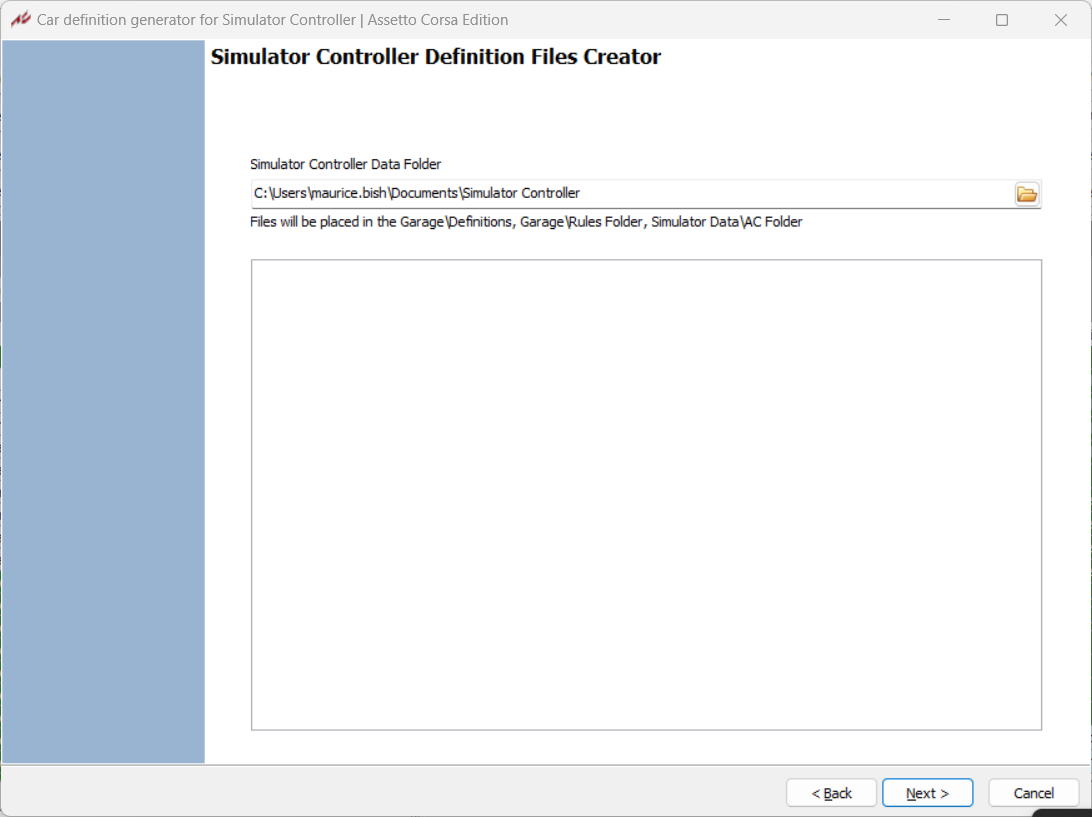 Car definition generator for Simulator Controller | Assetto Corsa Edition
Simulator Controller Definition Files Creator
Simulator Controller Data Folder
C:\Users\maurice.bish\Documents\Simulator Controller
Files will be placed in the Garage\Definitions, Garage\Rules Folder, Simulator Data\AC Folder
< Back
Next >
Cancel